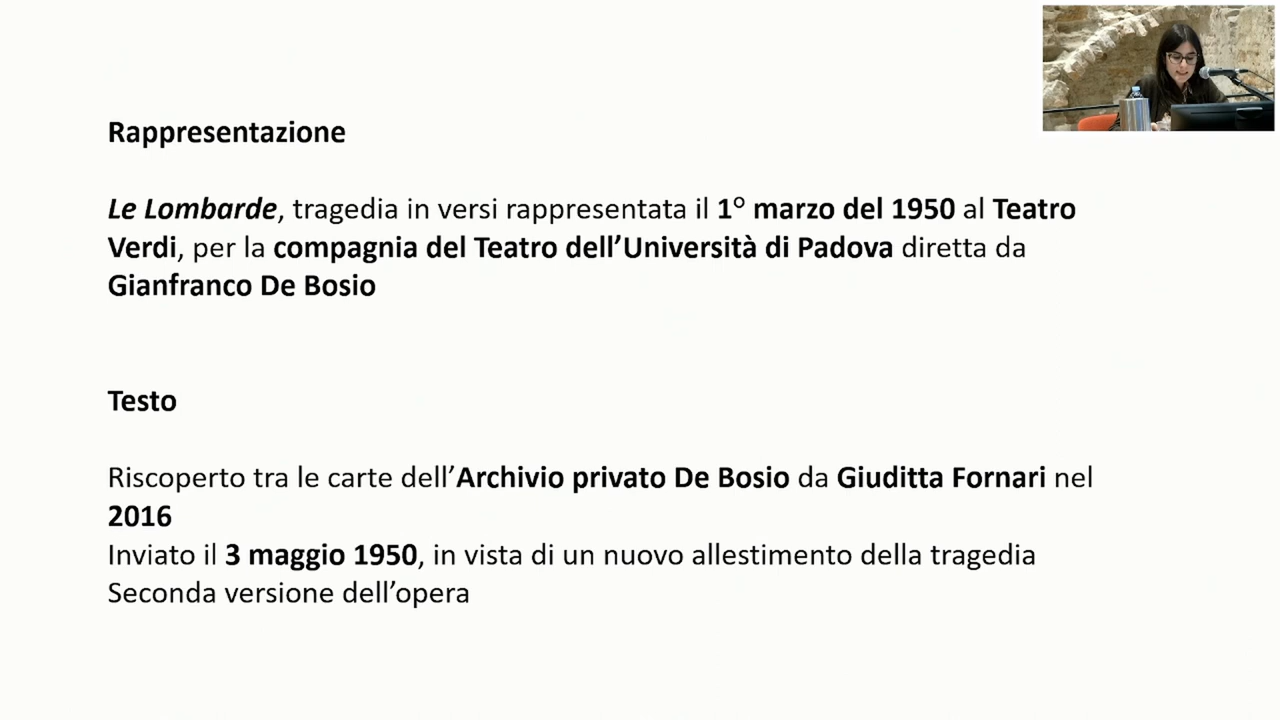 Rappresentazione
Le Lombarde, tragedia in versi rappresentata il 1° marzo del 1950 al Teatro
Verdi, per la compagnia del Teatro dell’Università di Padova diretta da
Gianfranco De Bosio
Testo
Riscoperto tra le carte dell’Archivio privato De Bosio da Giuditta Fornari nel
2016
Inviato il 3 maggio 1950, in vista di un nuovo allestimento della tragedia
Seconda versione dell’opera